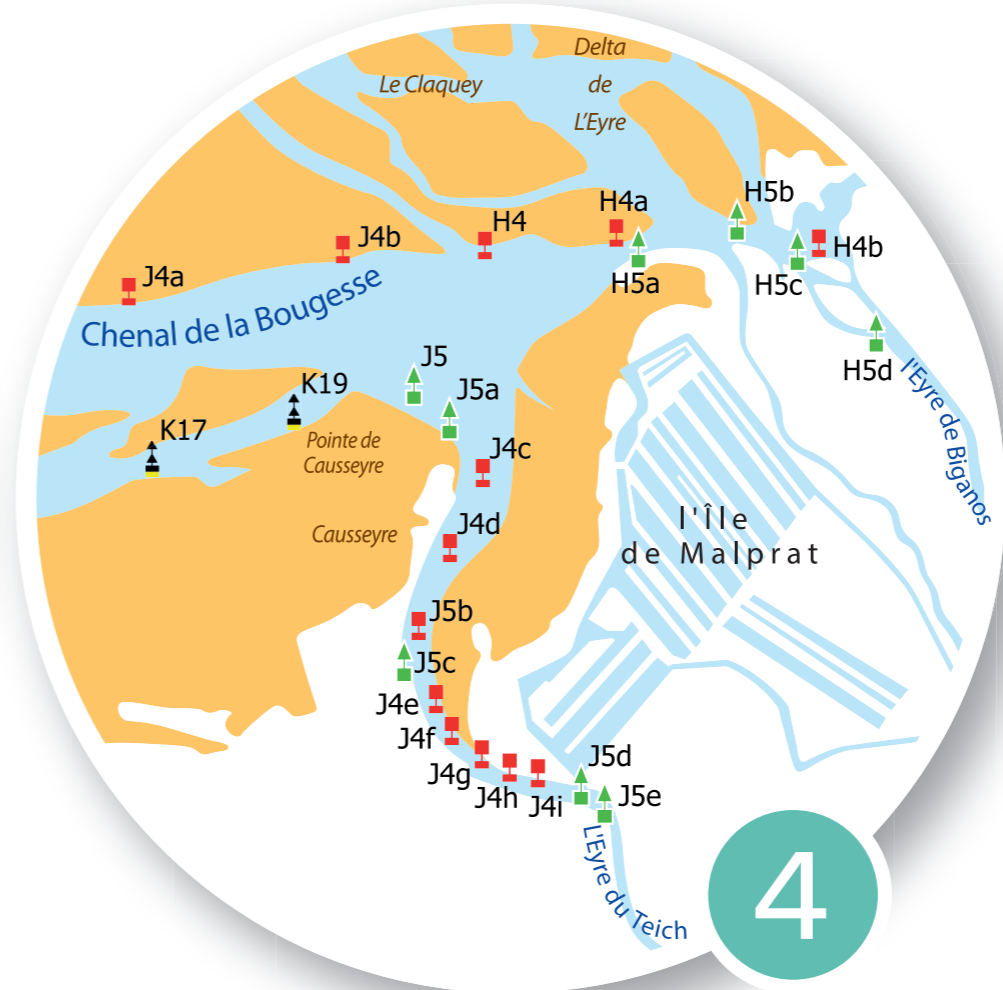 Delta
de
L'Eyre
Le Claquey
H5b
H4a
H4
J4b
H4b
H5c
H5a
J4a
Chenal de la Bougesse
H5d
J5
l'Eyre de Biganos
K19
J5a
K17
Pointe de
Causseyre
J4c
Causseyre
J4d
l'Île
de Malprat
J5b
J5c
J4e
J4f
J4g
J4h
J4i
J5d
J5e
L'Eyre du Teich
4